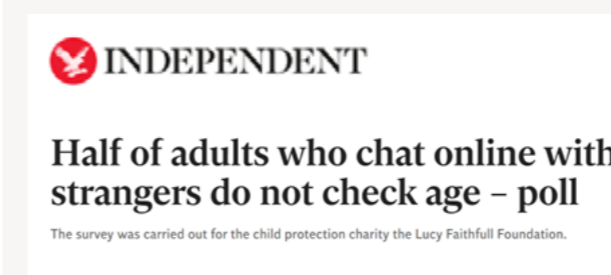 INDEPENDENT
Half of adults who chat online with
strangers do not check age – poll
The survey was carried out for the child protection charity the Lucy Faithfull Foundation.